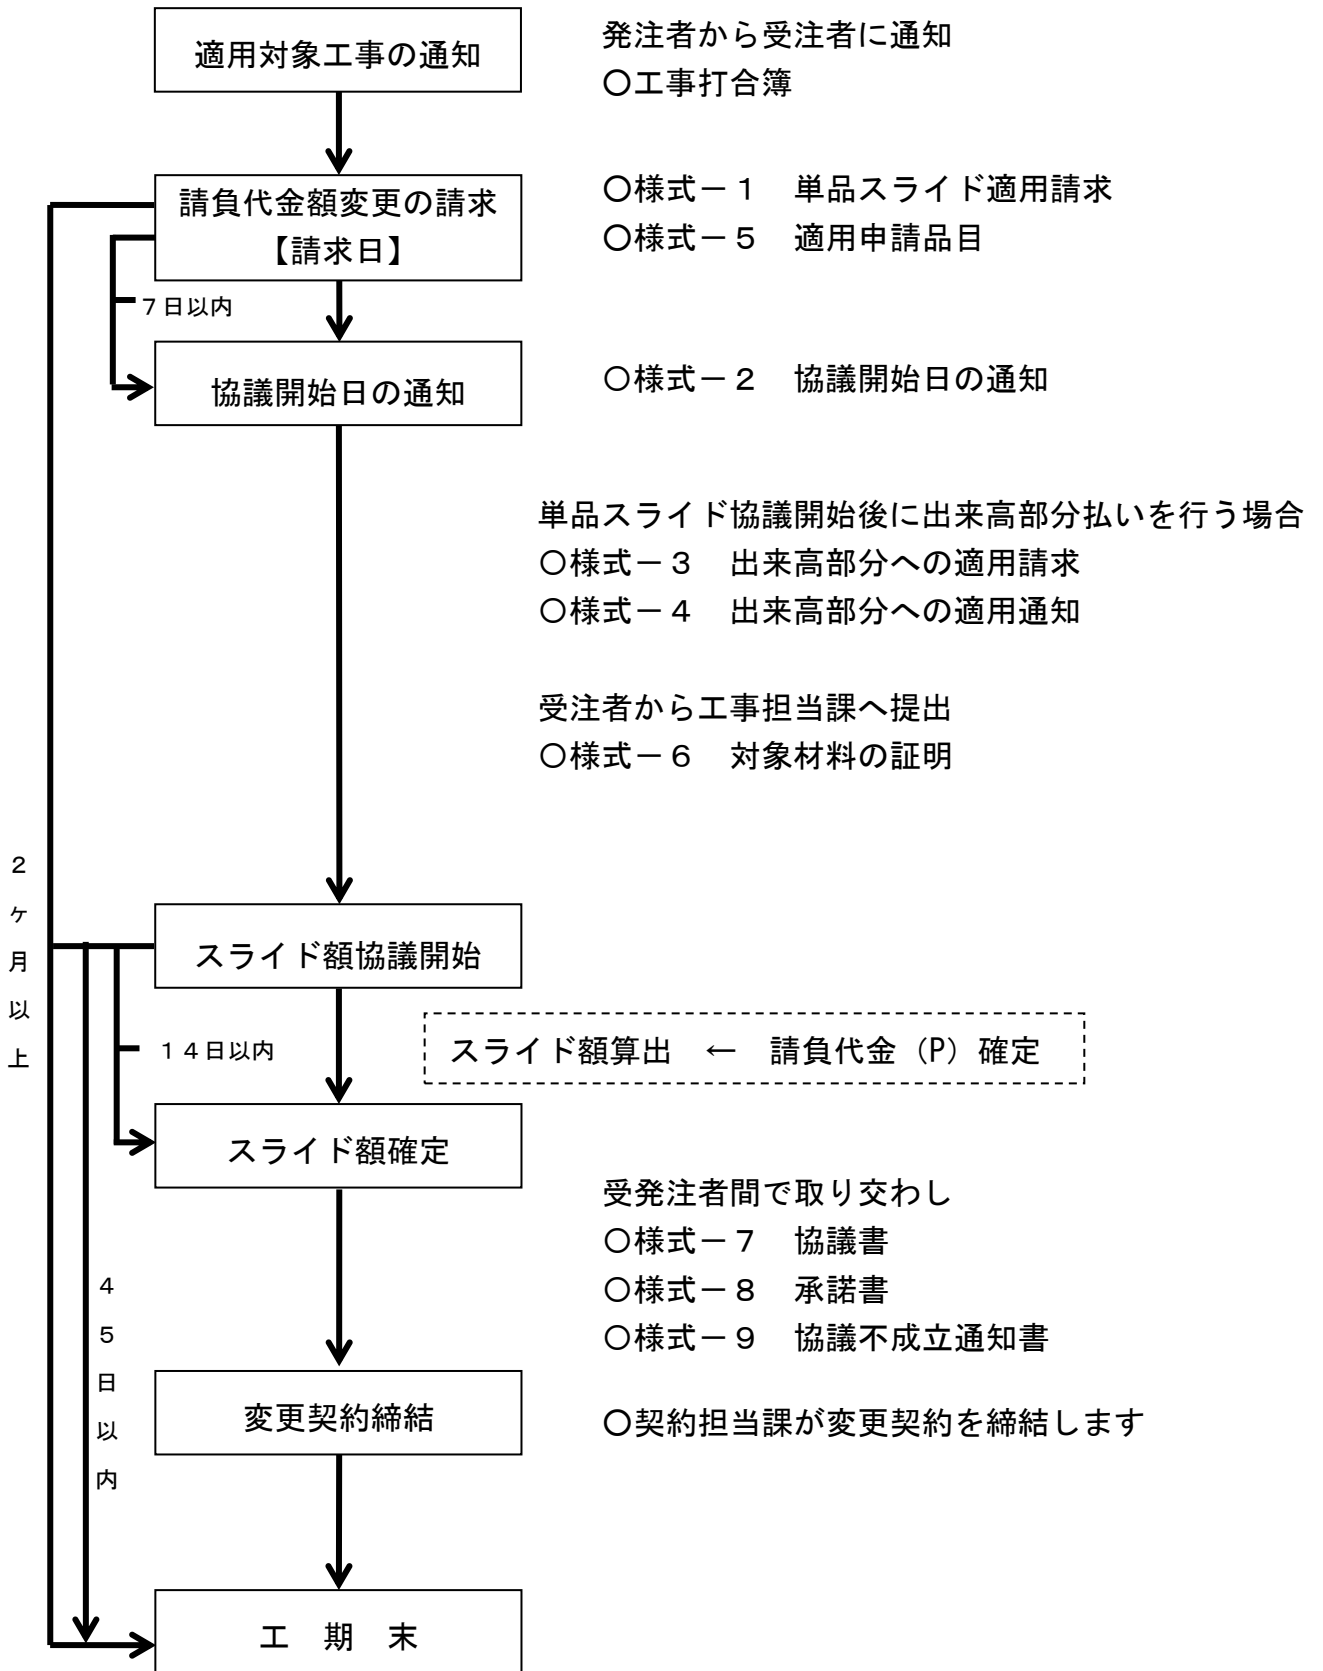 適用対象工事の通知
発注者から受注者に通知
〇工事打合簿
請負代金額変更の請求
【請求日】
〇様式－１　単品スライド適用請求
〇様式－５　適用申請品目
７日以内
協議開始日の通知
〇様式－２　協議開始日の通知
単品スライド協議開始後に出来高部分払いを行う場合
〇様式－３　出来高部分への適用請求
〇様式－４　出来高部分への適用通知
受注者から工事担当課へ提出
〇様式－６　対象材料の証明
２ヶ月以上
スライド額協議開始
１４日以内
スライド額算出　←　請負代金（P）確定
スライド額確定
受発注者間で取り交わし
〇様式－７　協議書
〇様式－８　承諾書
〇様式－９　協議不成立通知書
４５日以内
変更契約締結
〇契約担当課が変更契約を締結します
工　期　末